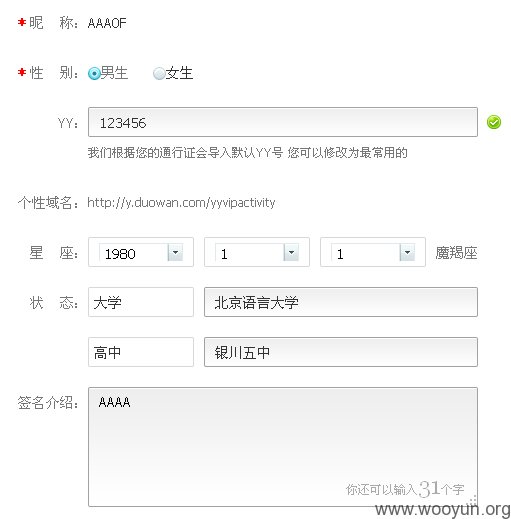 * 昵 称: AAAOF
* 性 别: 男生 女生
YY: 123456
我们根据您的通行证会导入默认YY号 您可以修改为最常用的
个性域名: http://y.duowan.com/yyvipactivity
星 座: 1980 1 1 魔羯座
状 态: 大学 北京语言大学
高中 银川五中
签名介绍: AAAA
你还可以输入31个字
www.wooyun.org